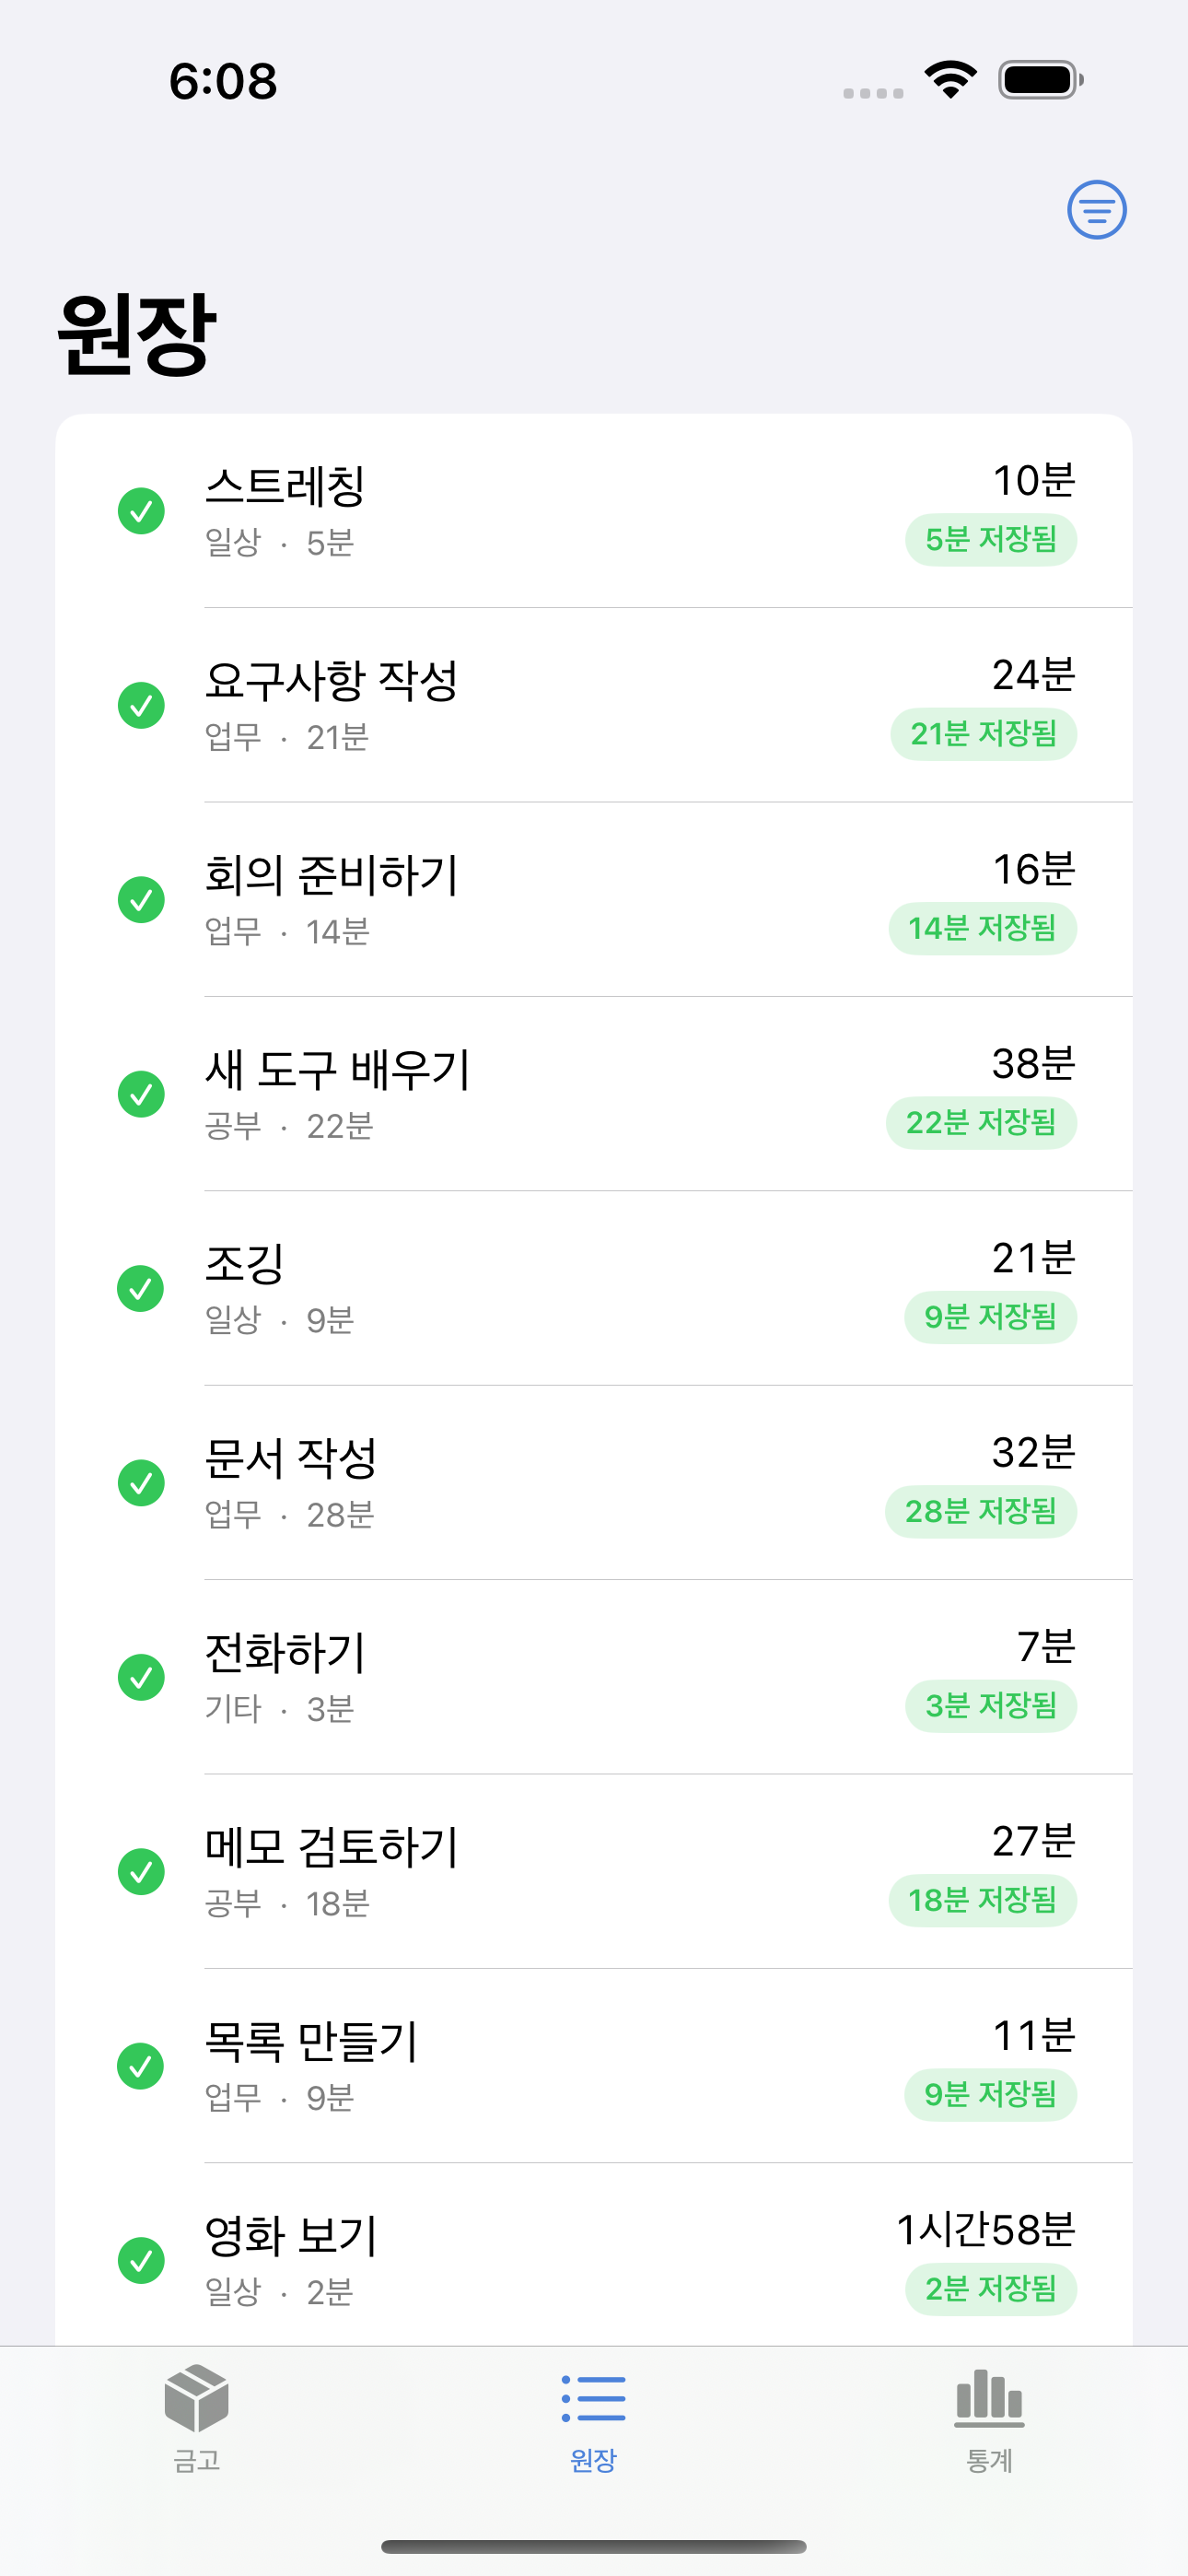 6:08
원장
스트레칭
10분
일상 · 5분
5분 저장됨
요구사항 작성
24분
업무 · 21분
21분 저장됨
회의 준비하기
16분
업무 · 14분
14분 저장됨
새 도구 배우기
38분
공부 · 22분
22분 저장됨
조깅
21분
일상 · 9분
9분 저장됨
문서 작성
32분
업무 · 28분
28분 저장됨
전화하기
7분
기타 · 3분
3분 저장됨
메모 검토하기
27분
공부 · 18분
18분 저장됨
목록 만들기
11분
업무 · 9분
9분 저장됨
영화 보기
1시간58분
일상 · 2분
2분 저장됨
금고
원장
통계